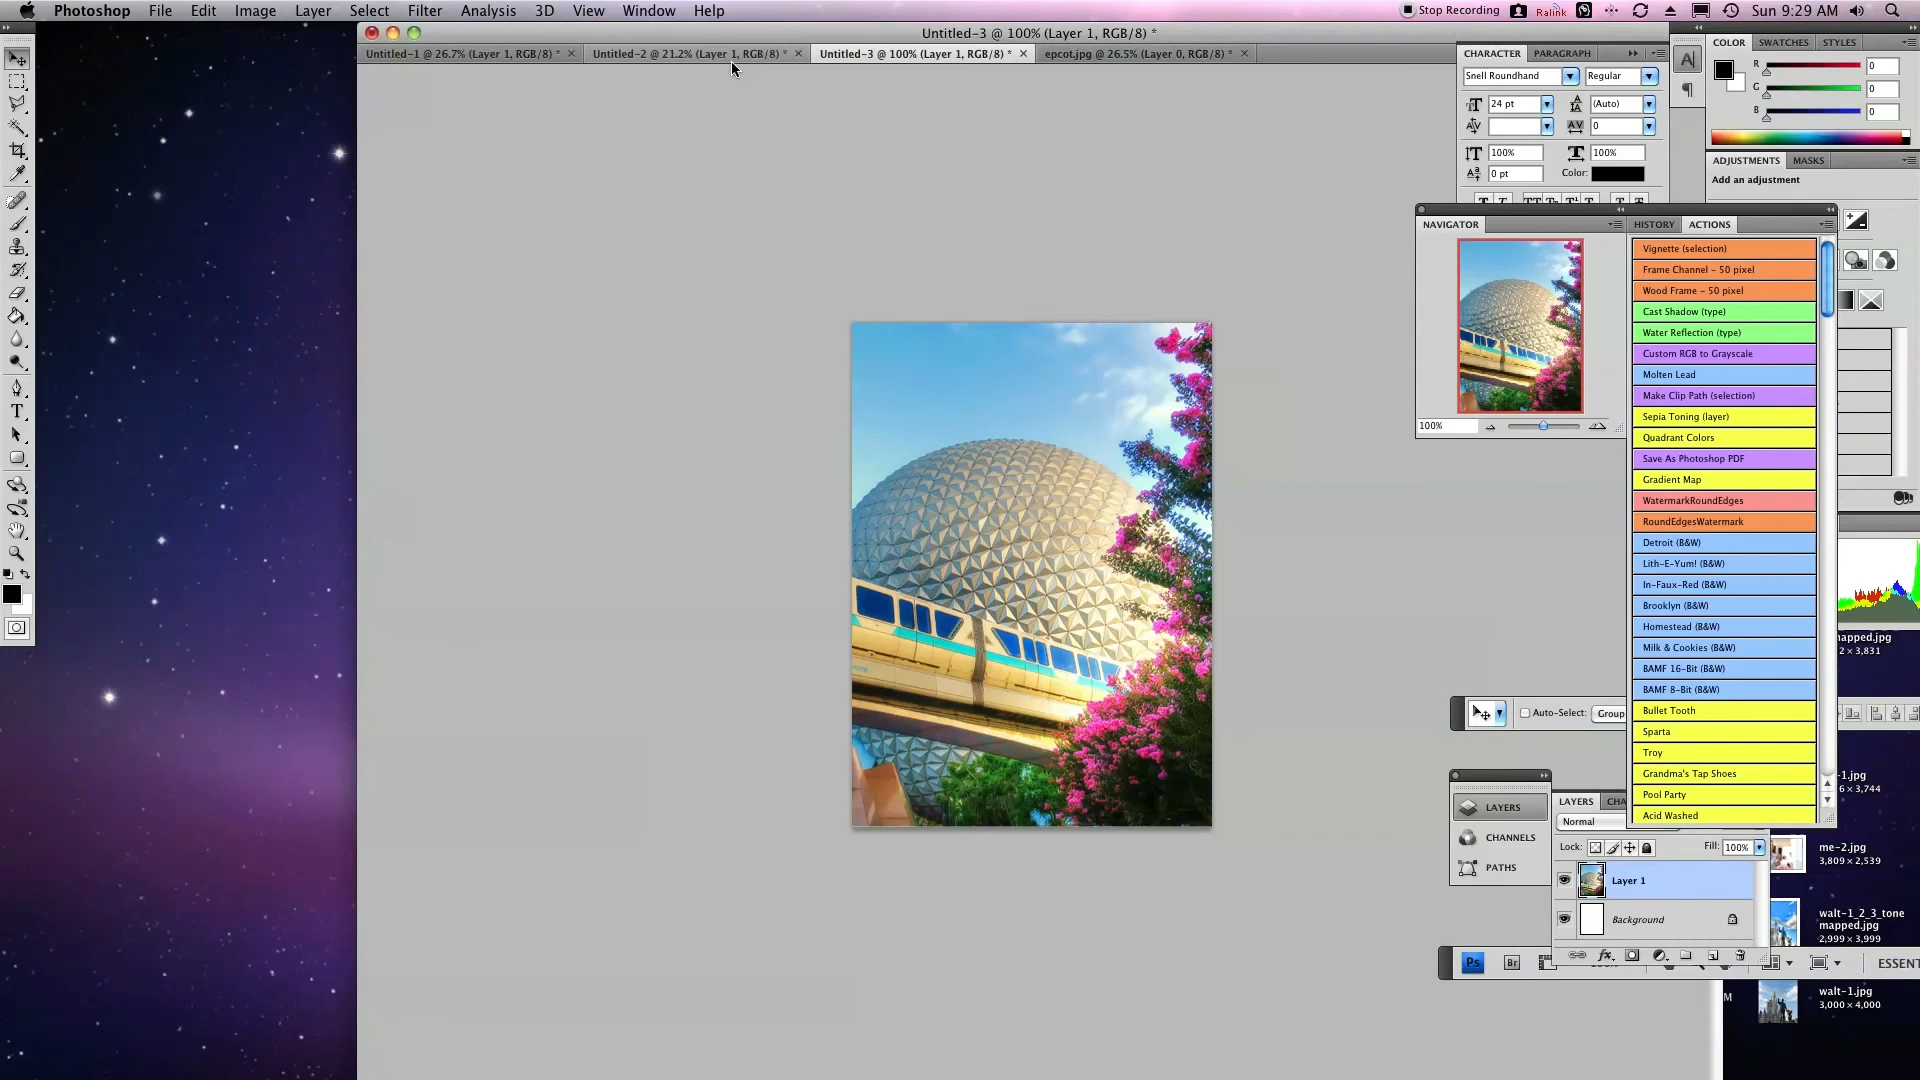 Photoshop File Edit Image Layer Select Filter Analysis 3D View Window Help Stop Recording Ralink Sun 9:29 AM
Untitled-3 @ 100% (Layer 1, RGB/8) *
Untitled-1 @ 26.7% (Layer 1, RGB/8) * Untitled-2 @ 21.2% (Layer 1, RGB/8) * Untitled-3 @ 100% (Layer 1, RGB/8) * epcot.jpg @ 26.5% (Layer 0, RGB/8) *
CHARACTER PARAGRAPH
Snell Roundhand Regular
24 pt (Auto)
0
100% 100%
0 pt Color:
COLOR SWATCHES STYLES
R 0
G 0
B 0
ADJUSTMENTS MASKS
Add an adjustment
NAVIGATOR
100%
HISTORY ACTIONS
Vignette (selection)
Frame Channel - 50 pixel
Wood Frame - 50 pixel
Cast Shadow (type)
Water Reflection (type)
Custom RGB to Grayscale
Molten Lead
Make Clip Path (selection)
Sepia Toning (layer)
Quadrant Colors
Save As Photoshop PDF
Gradient Map
WatermarkRoundEdges
RoundEdgesWatermark
Detroit (B&W)
Lith-E-Yum! (B&W)
In-Faux-Red (B&W)
Brooklyn (B&W)
Homestead (B&W)
Milk & Cookies (B&W)
BAMF 16-Bit (B&W)
BAMF 8-Bit (B&W)
Bullet Tooth
Sparta
Troy
Grandma's Tap Shoes
Pool Party
Acid Washed
Auto-Select: Group
LAYERS
CHANNELS
PATHS
LAYERS CHA
Normal
Lock: Fill: 100%
Layer 1
Background
Ps Br ESSENT
mapped.jpg
2 × 3,831
-1.jpg
6 × 3,744
me-2.jpg
3,809 × 2,539
walt-1_2_3_tone
mapped.jpg
2,999 × 3,999
walt-1.jpg
3,000 × 4,000
M